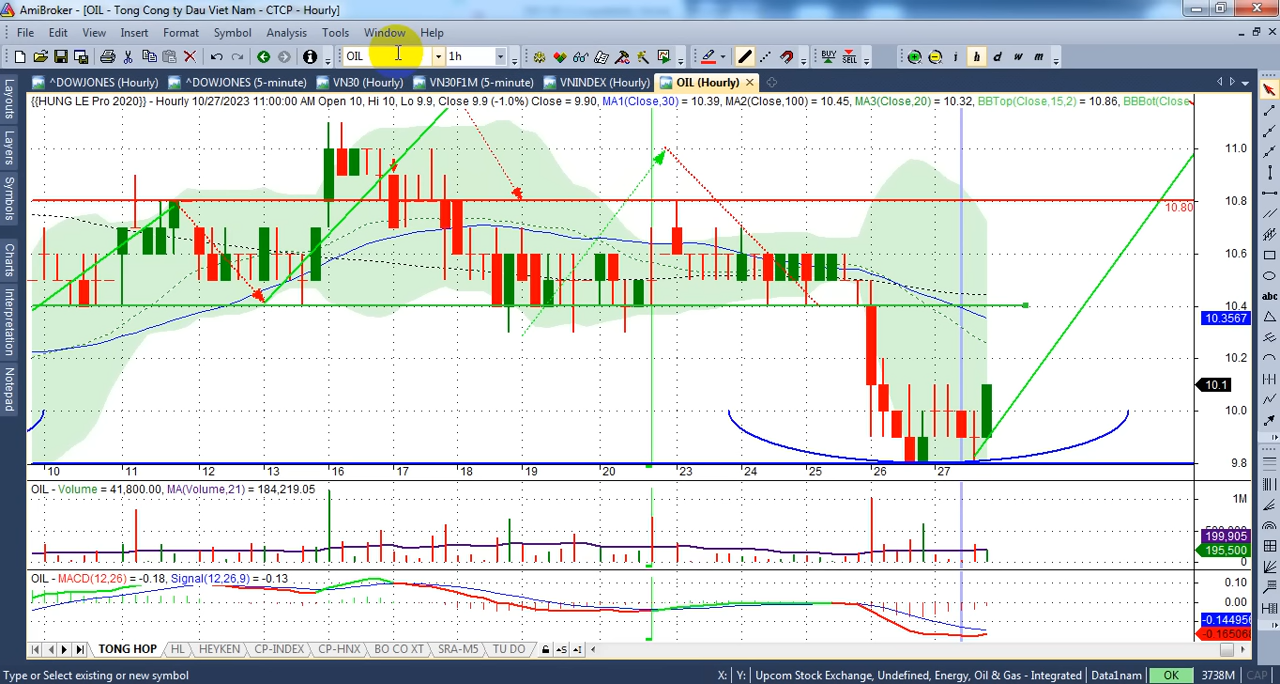 AmiBroker - [OIL - Tong Cong ty Dau Viet Nam - CTCP - Hourly]
File Edit View Insert Format Symbol Analysis Tools Window Help
OIL 1h BUY SELL i h d w m
^DOWJONES (Hourly) ^DOWJONES (5-minute) VN30 (Hourly) VN30F1M (5-minute) VNINDEX (Hourly) OIL (Hourly)
{{HUNG LE Pro 2020}} - Hourly 10/27/2023 11:00:00 AM Open 10, Hi 10, Lo 9.9, Close 9.9 (-1.0%) Close = 9.90, MA1(Close,30) = 10.39, MA2(Close,100) = 10.45, MA3(Close,20) = 10.32, BBTop(Close,15,2) = 10.86, BBBot(Close
Layouts
Layers
Symbols
Charts
Interpretation
Notepad
11.0
10.8
10.80
10.6
10.4
10.3567
10.2
10.1
10.0
9.8
10 11 12 13 16 17 18 19 20 23 24 25 26 27
OIL - Volume = 41,800.00, MA(Volume,21) = 184,219.05
1M
199,905
195,500
0
OIL - MACD(12,26) = -0.18, Signal(12,26,9) = -0.13
0.10
0.00
-0.144956
-0.16506
abc
TONG HOP HL HEYKEN CP-INDEX CP-HNX BO CO XT SRA-M5 TU DO
Type or Select existing or new symbol X: Y: Upcom Stock Exchange, Undefined, Energy, Oil & Gas - Integrated Data1nam OK 3738M CAP